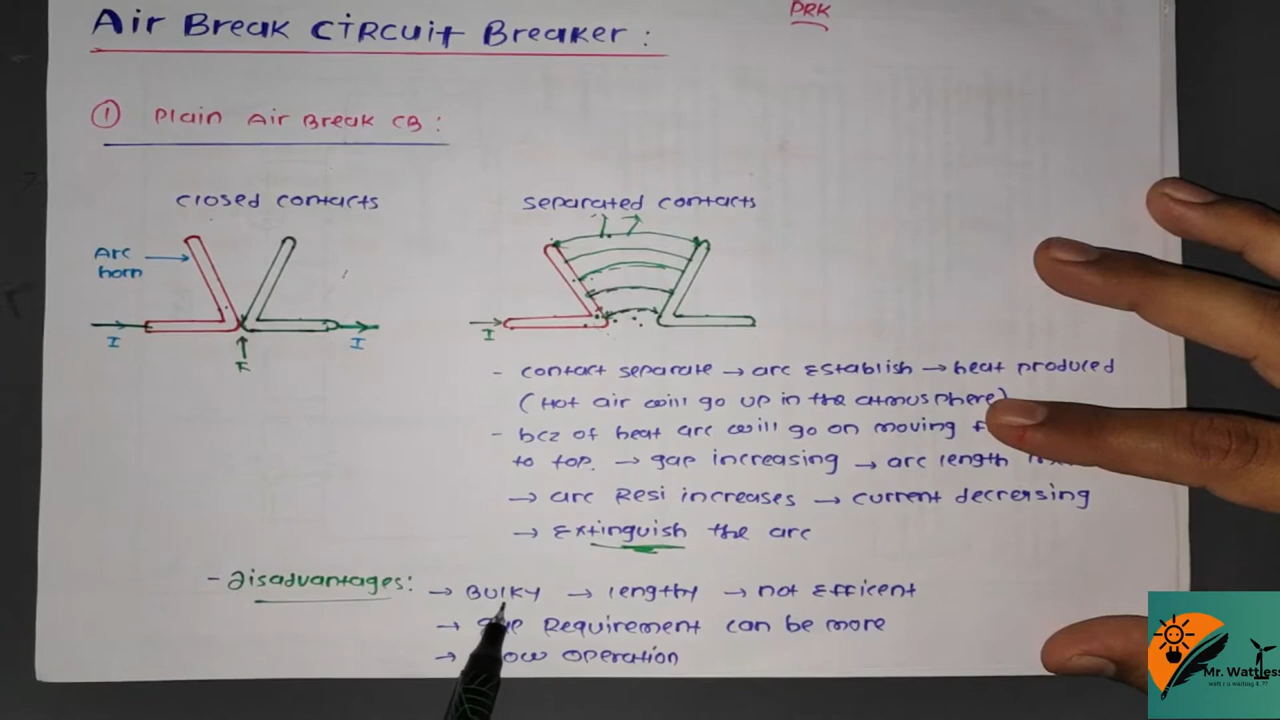 PRK
Air Break Circuit Breaker :
① Plain Air Break CB :
closed contacts
separated contacts
Arc horn
I
I
F
I
- contact separate → arc Establish → heat produced
(Hot air will go up in the atmusphere)
- bcz of heat arc will go on moving
to top. → gap increasing → arc length
→ arc Resi increases → current decresing
→ Extinguish the arc
- Disadvantages: → Bulky → lengthy → not Efficent
→ Requirement can be more
→ operation
Mr. Wattless